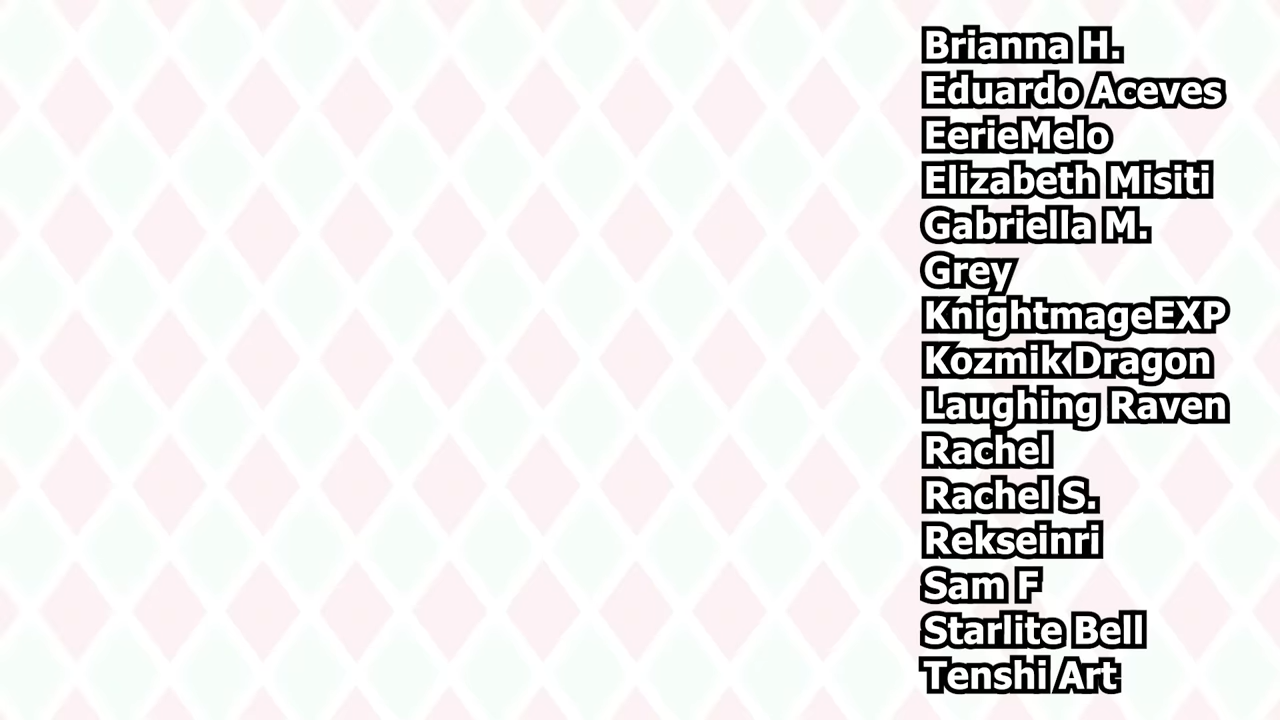 Brianna H.
Eduardo Aceves
EerieMelo
Elizabeth Misiti
Gabriella M.
Grey
KnightmageEXP
Kozmik Dragon
Laughing Raven
Rachel
Rachel S.
Rekseinri
Sam F
Starlite Bell
Tenshi Art